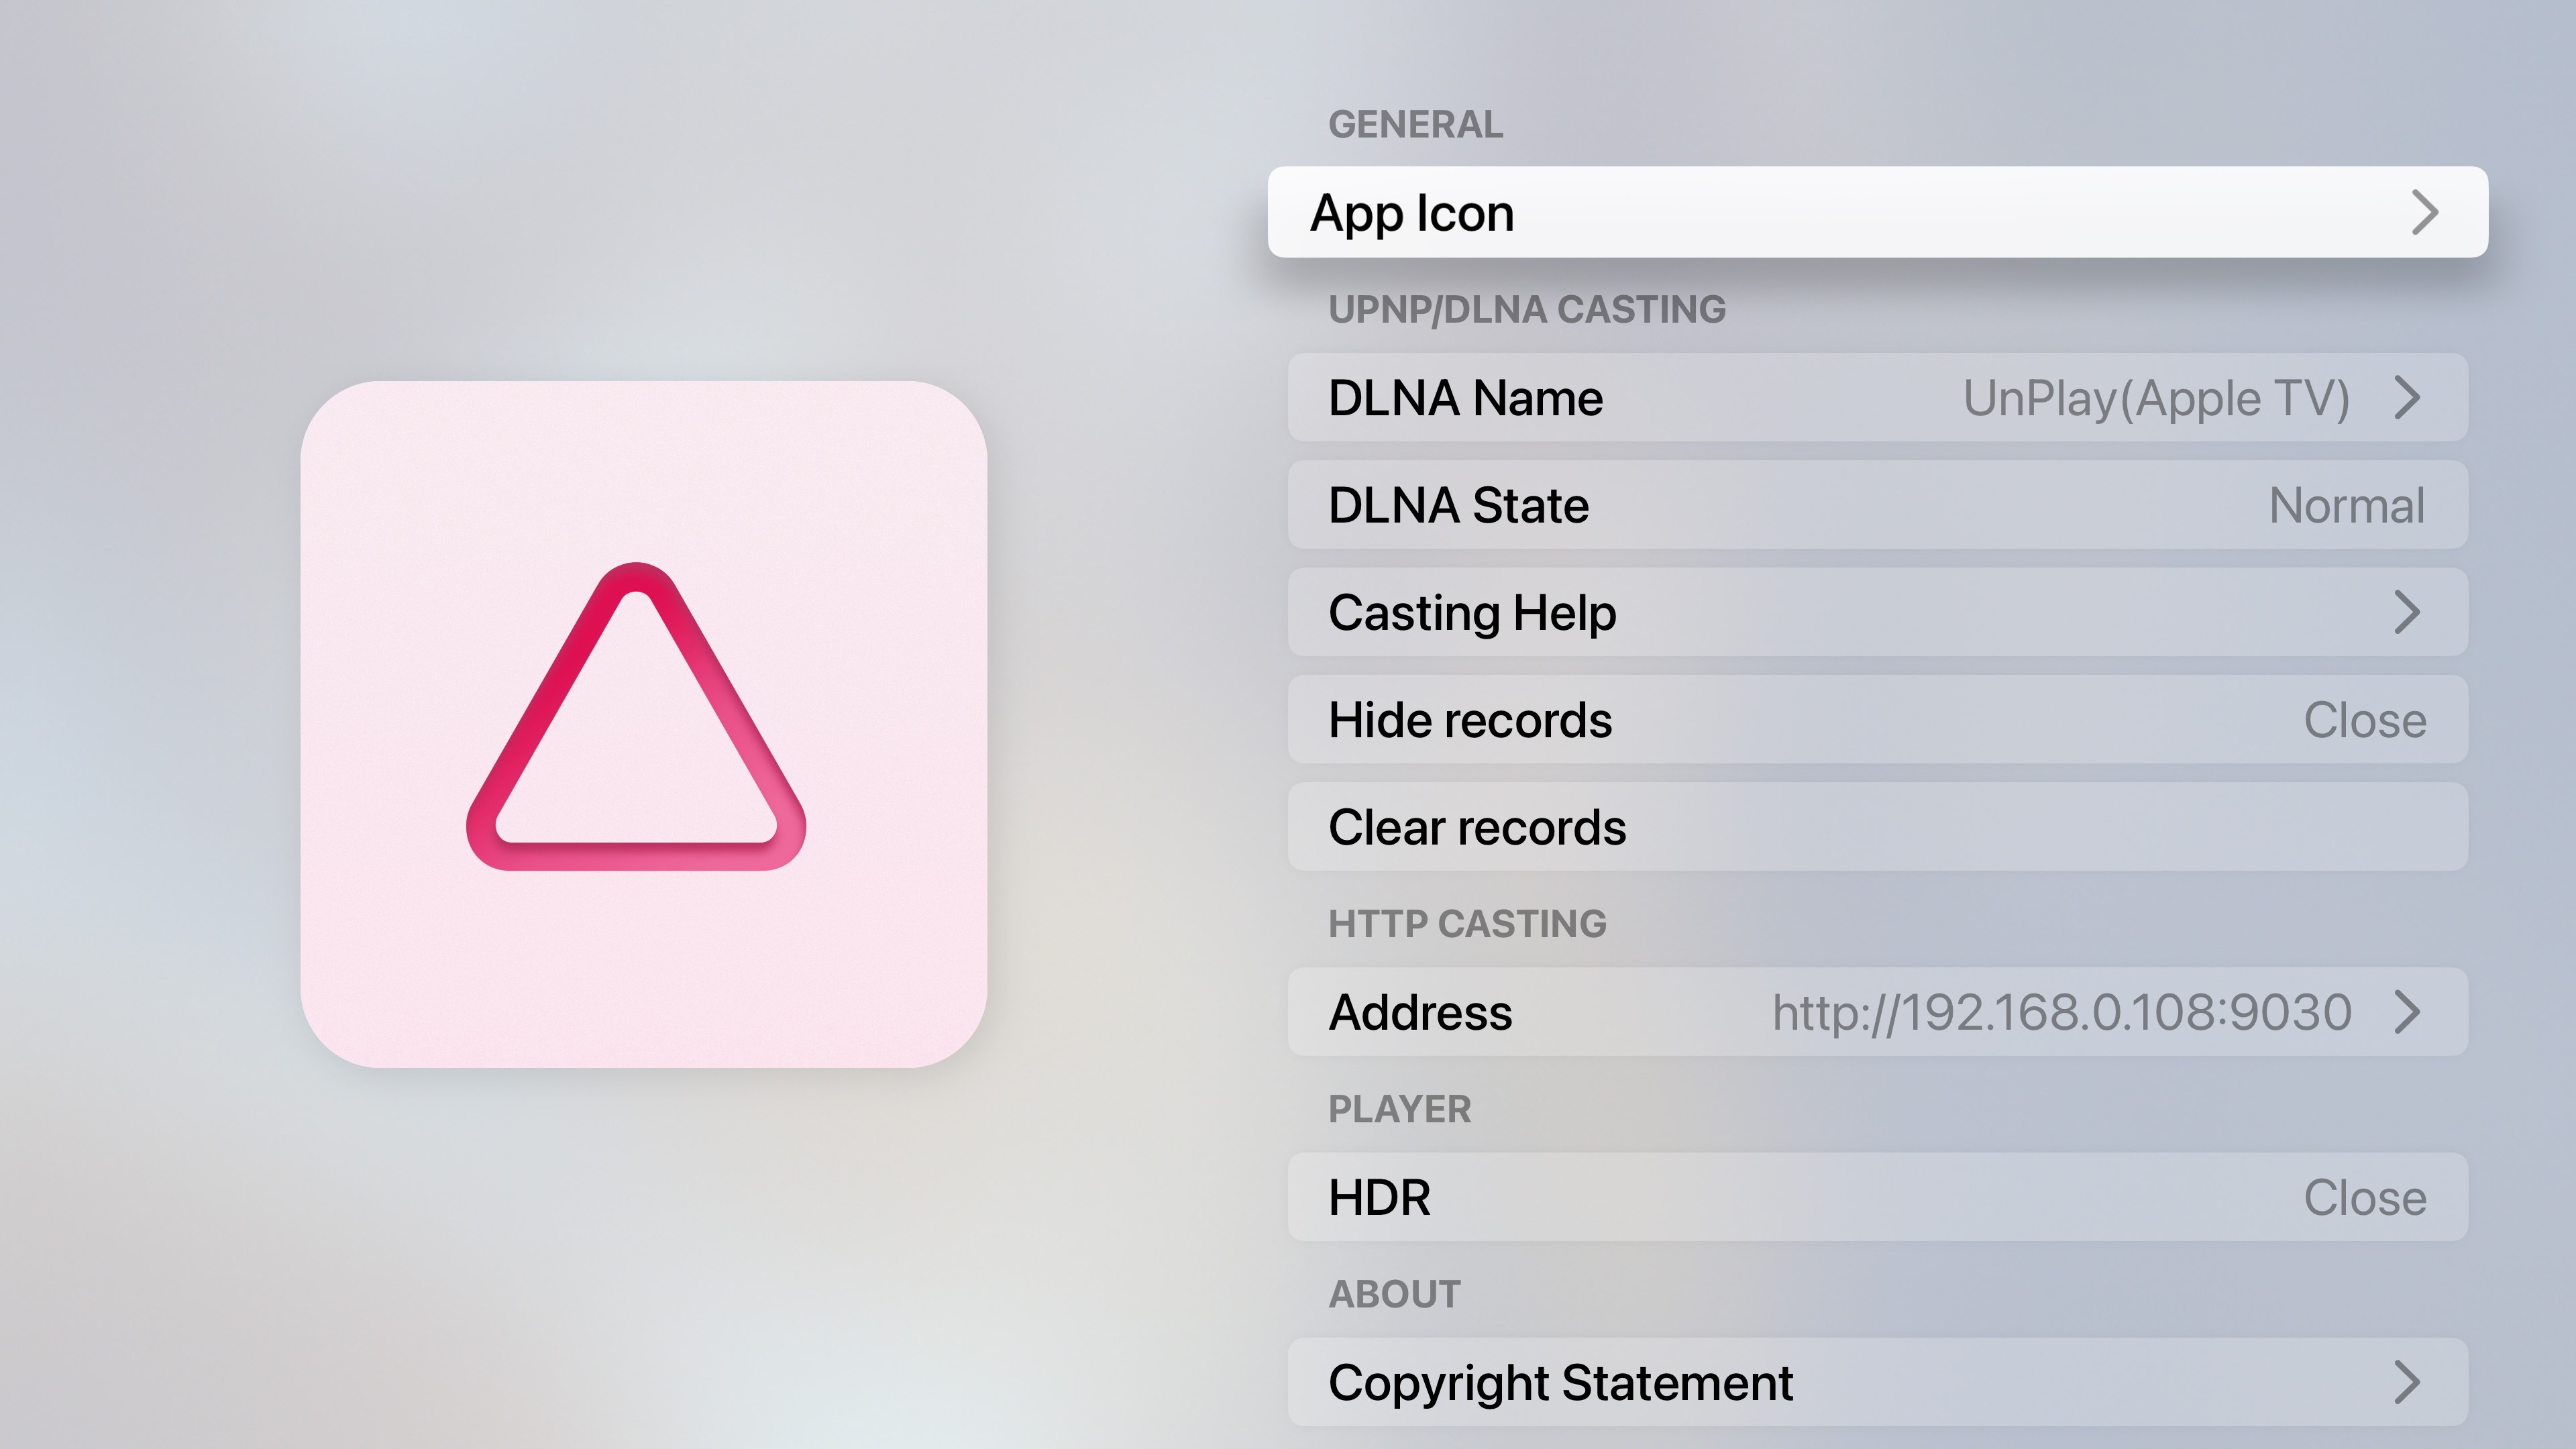 GENERAL
App Icon
UPNP/DLNA CASTING
DLNA Name UnPlay(Apple TV)
DLNA State Normal
Casting Help
Hide records Close
Clear records
HTTP CASTING
Address http://192.168.0.108:9030
PLAYER
HDR Close
ABOUT
Copyright Statement